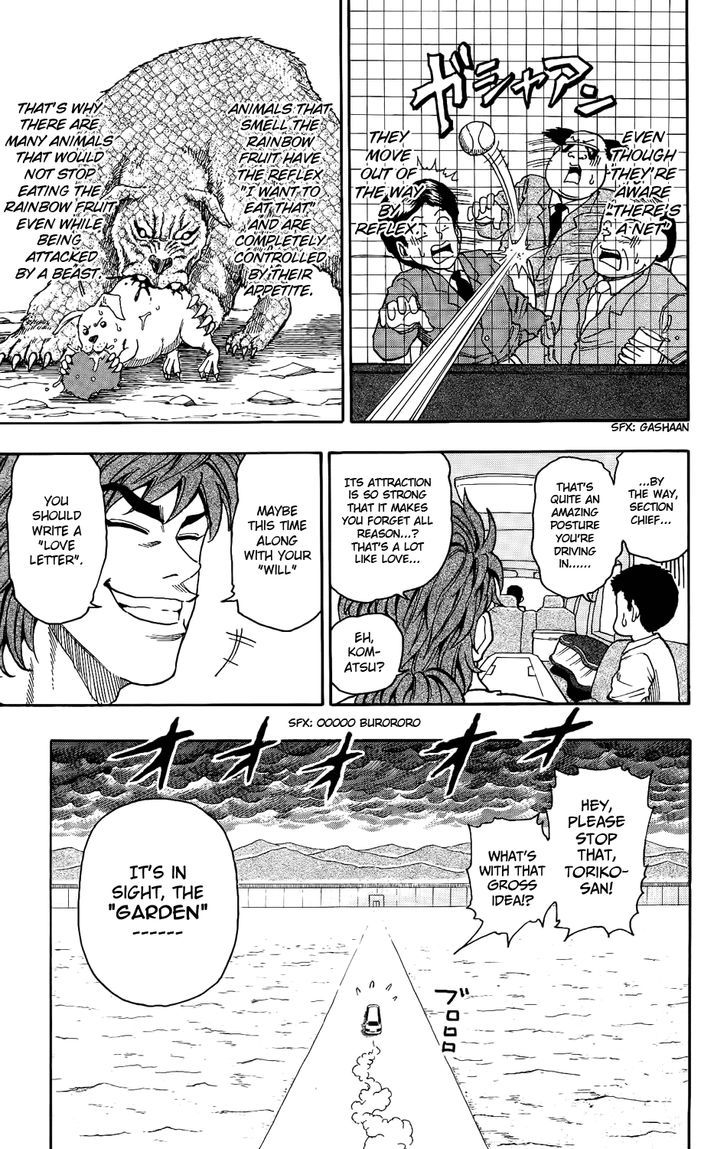 ガシャアン
EVEN
THOUGH
THEY'RE
AWARE
"THERE'S
A NET"
THEY
MOVE OUT
OF THE
WAY BY
REFLEX.
SFX: GASHAAN
ANIMALS THAT
SMELL THE
RAINBOW
FRUIT HAVE
THE REFLEX
"I WANT TO
EAT THAT"
AND ARE
COMPLETELY
CONTROLLED
BY THEIR
APPETITE.
THAT'S WHY
THERE ARE
MANY ANIMALS
THAT WOULD
NOT STOP
EATING THE
RAINBOW FRUIT
EVEN WHILE
BEING
ATTACKED
BY A BEAST.
...BY
THE WAY,
SECTION
CHIEF...
THAT'S
QUITE AN
AMAZING
POSTURE
YOU'RE
DRIVING
IN......
ITS ATTRACTION
IS SO STRONG
THAT IT MAKES
YOU FORGET ALL
REASON...?
THAT'S A LOT
LIKE LOVE...
EH,
KOM-
ATSU?
MAYBE
THIS TIME
ALONG
WITH YOUR
"WILL"
YOU
SHOULD
WRITE A
"LOVE
LETTER".
SFX: OOOOO BURORORO
オオオオオ
HEY,
PLEASE
STOP
THAT,
TORIKO-
SAN!
WHAT'S
WITH THAT
GROSS
IDEA!?
IT'S IN
SIGHT, THE
"GARDEN"
------
ブロロロ